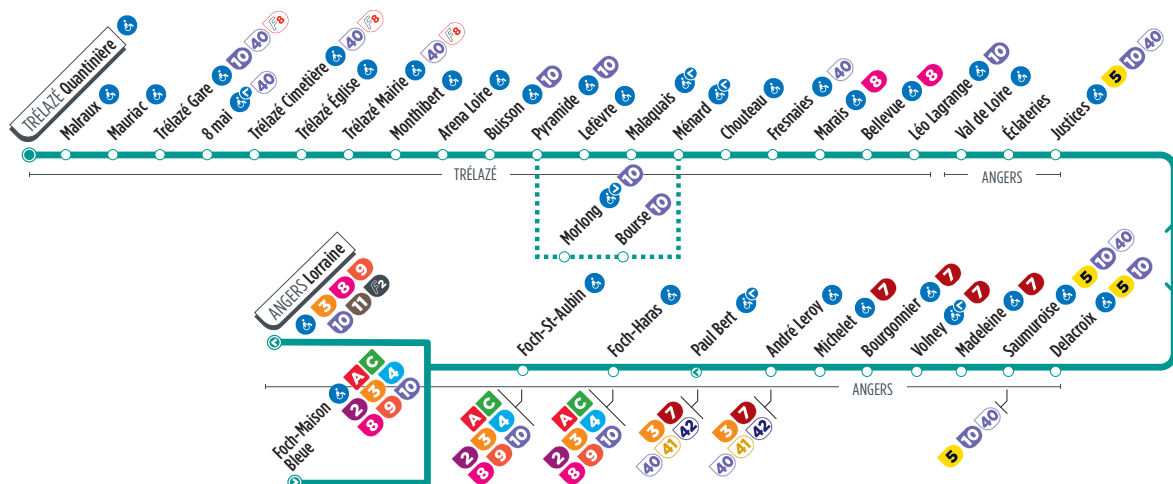 TRÉLAZÉ Quantinière
Malraux
Mauriac
Trélazé Gare 10 40 F8
8 mai 40
Trélazé Cimetière 40 F8
Trélazé Église
Trélazé Mairie 40 F8
Monthibert
Arena Loire
Buisson 10
Pyramide 10
Lefèvre
Malaquais
Ménard
Chouteau
Fresnaies 40
Marais 8
Bellevue 8
Léo Lagrange 10
Val de Loire
Éclateries
Justices 5 10 40
TRÉLAZÉ
ANGERS
Morlong 10
Bourse 10
ANGERS Lorraine
3 8 9
10 11 F2
Foch-St-Aubin
Foch-Haras
Paul Bert
André Leroy
Michelet 7
Bourgonnier 7
Volney 7
Madeleine 7
Saumuroise 5 10 40
Delacroix 5 10
ANGERS
Foch-Maison
Bleue
A C
2 3 4
8 9 10
A C
2 3 4
8 9 10
A C
2 3 4
8 9 10
3 7
40 41 42
3 7
40 41 42
5 10 40